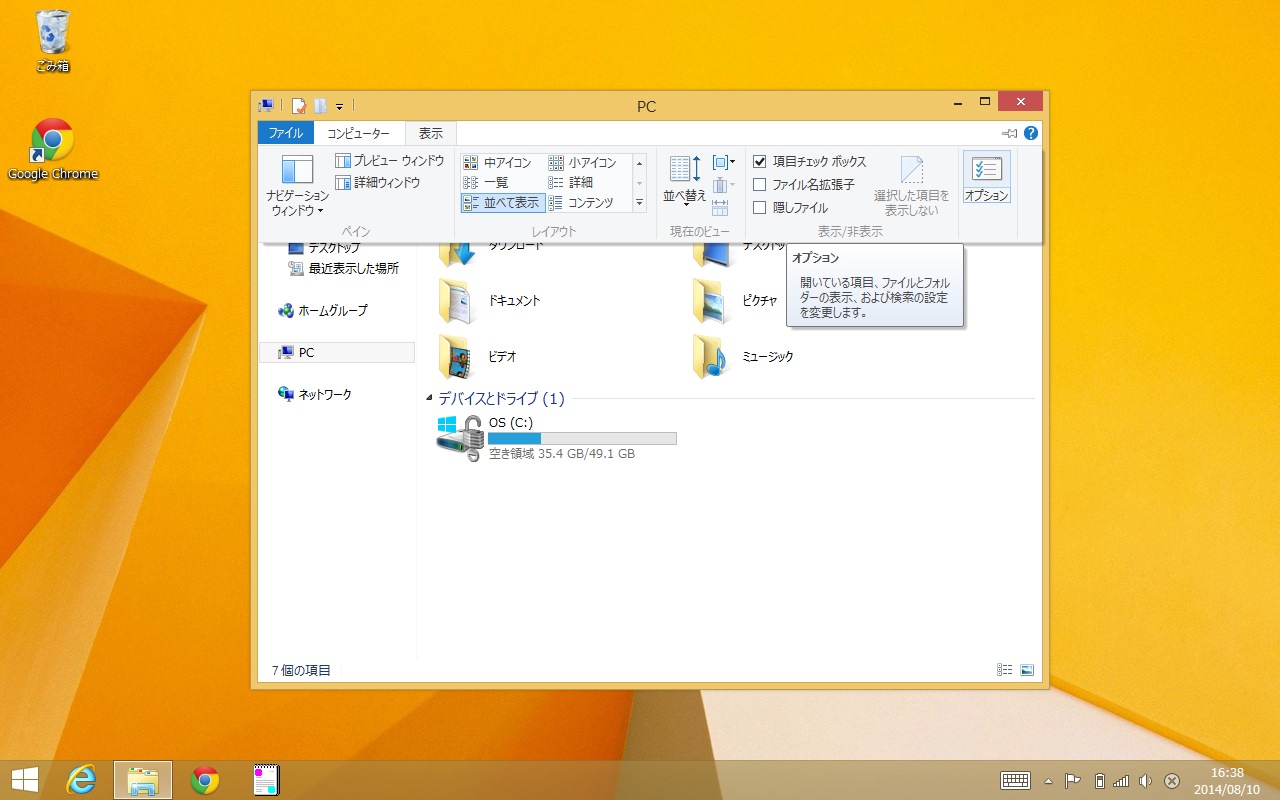 ごみ箱
Google Chrome
PC
ファイル
コンピューター
表示
ナビゲーション
ウィンドウ
プレビュー ウィンドウ
詳細ウィンドウ
ペイン
中アイコン
小アイコン
一覧
詳細
並べて表示
コンテンツ
レイアウト
並べ替え
現在のビュー
項目チェック ボックス
ファイル名拡張子
隠しファイル
選択した項目を
表示しない
表示/非表示
オプション
オプション
開いている項目、ファイルとフォル
ダーの表示、および検索の設定
を変更します。
デスクトップ
最近表示した場所
ホームグループ
PC
ネットワーク
ダウンロード
デスクトッ
ドキュメント
ピクチャ
ビデオ
ミュージック
デバイスとドライブ (1)
OS (C:)
空き領域 35.4 GB/49.1 GB
7 個の項目
16:38
2014/08/10